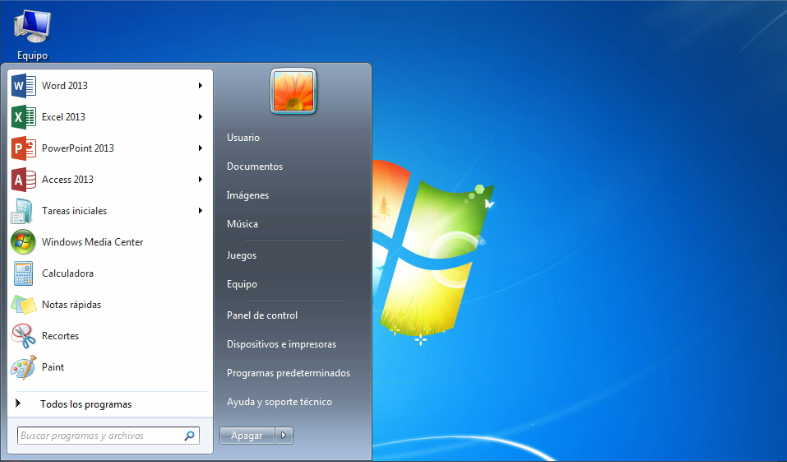 Equipo
Word 2013
Excel 2013
PowerPoint 2013
Access 2013
Tareas iniciales
Windows Media Center
Calculadora
Notas rápidas
Recortes
Paint
Todos los programas
Buscar programas y archivos
Usuario
Documentos
Imágenes
Música
Juegos
Equipo
Panel de control
Dispositivos e impresoras
Programas predeterminados
Ayuda y soporte técnico
Apagar